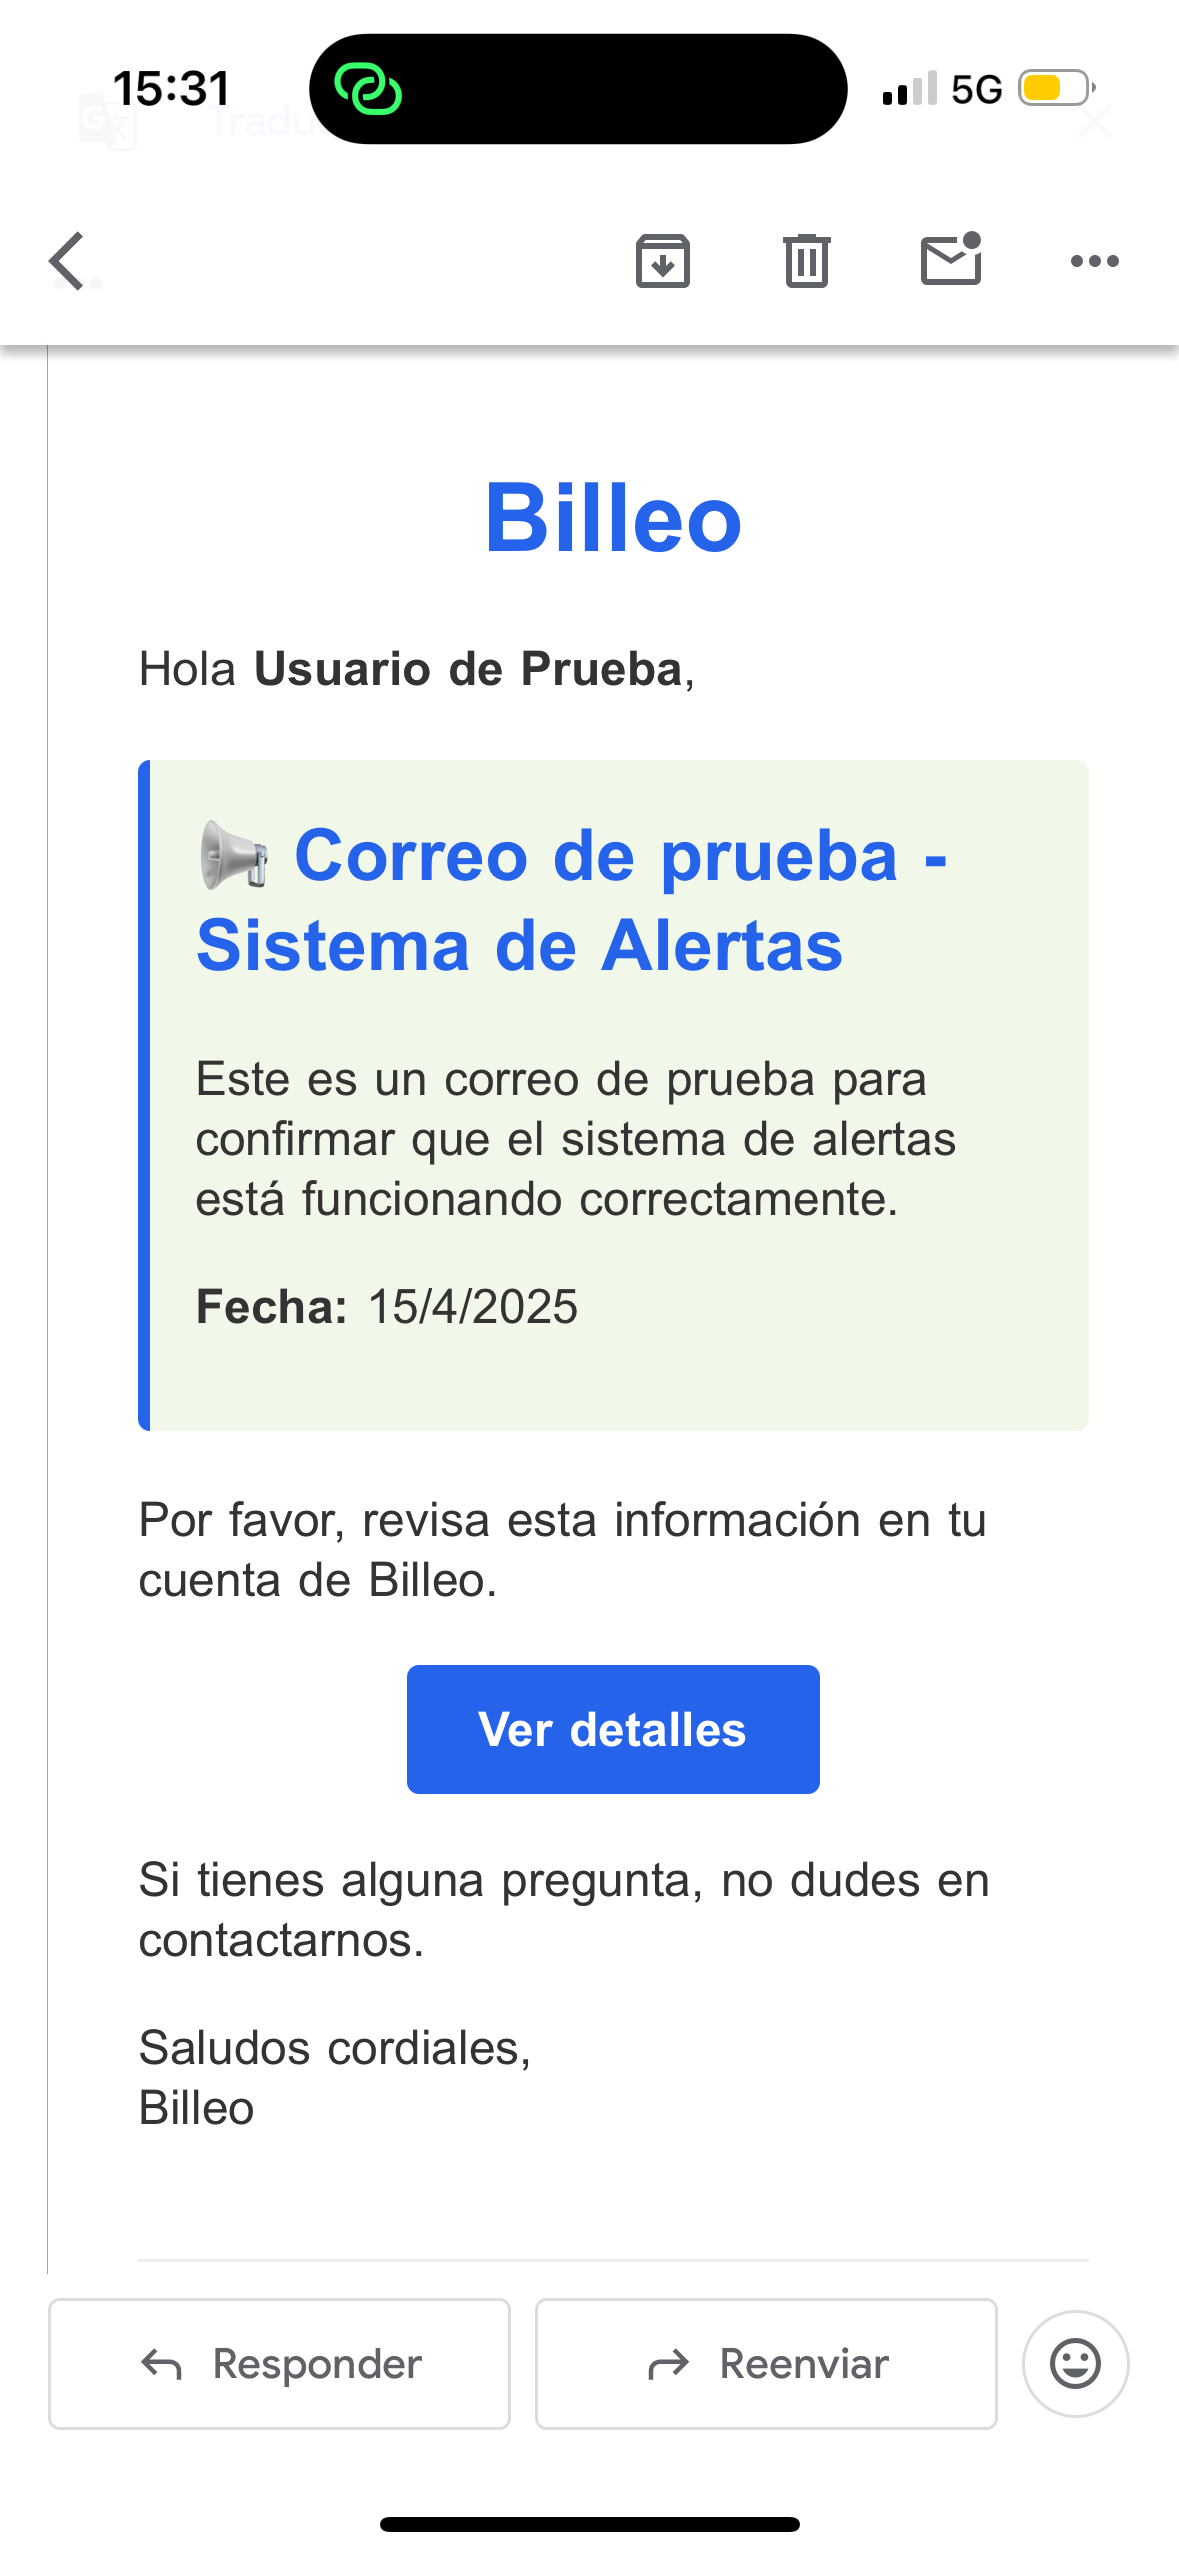 15:31
5G
Billeo
Hola Usuario de Prueba,
Correo de prueba -
Sistema de Alertas
Este es un correo de prueba para
confirmar que el sistema de alertas
está funcionando correctamente.
Fecha: 15/4/2025
Por favor, revisa esta información en tu
cuenta de Billeo.
Ver detalles
Si tienes alguna pregunta, no dudes en
contactarnos.
Saludos cordiales,
Billeo
Responder
Reenviar